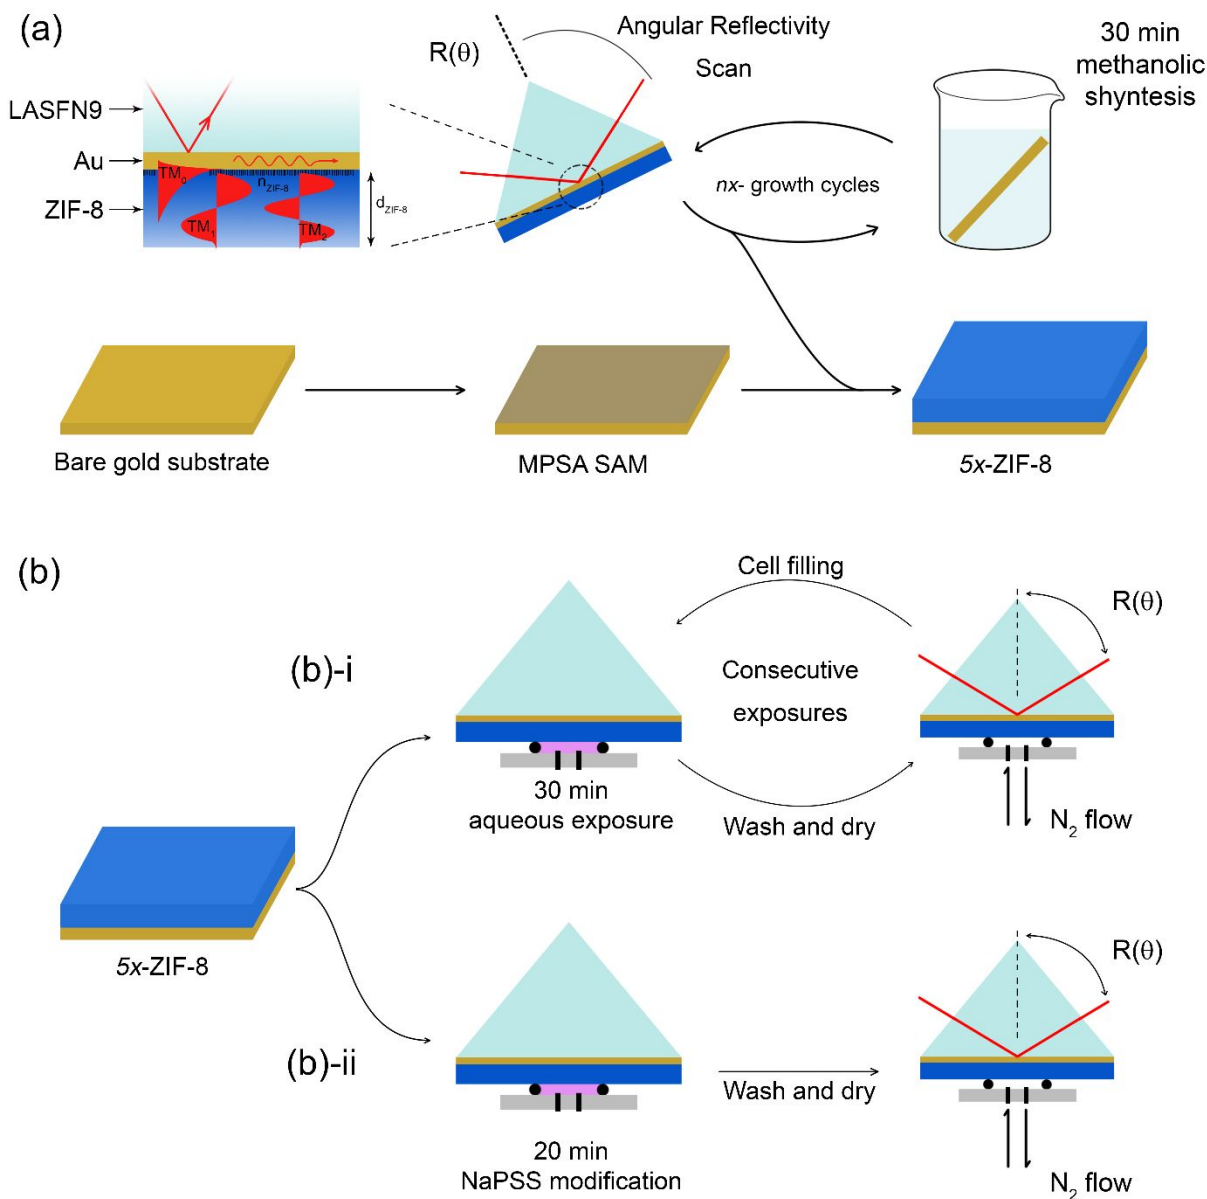 (a)
R(θ)
Angular Reflectivity
Scan
30 min
methanolic
shyntesis
LASFN9
Au
ZIF-8
TM0
nZIF-8
dZIF-8
TM1
TM2
nx- growth cycles
Bare gold substrate
MPSA SAM
5x-ZIF-8
(b)
(b)-i
Cell filling
R(θ)
Consecutive
exposures
30 min
aqueous exposure
Wash and dry
N2 flow
5x-ZIF-8
(b)-ii
R(θ)
Wash and dry
20 min
NaPSS modification
N2 flow